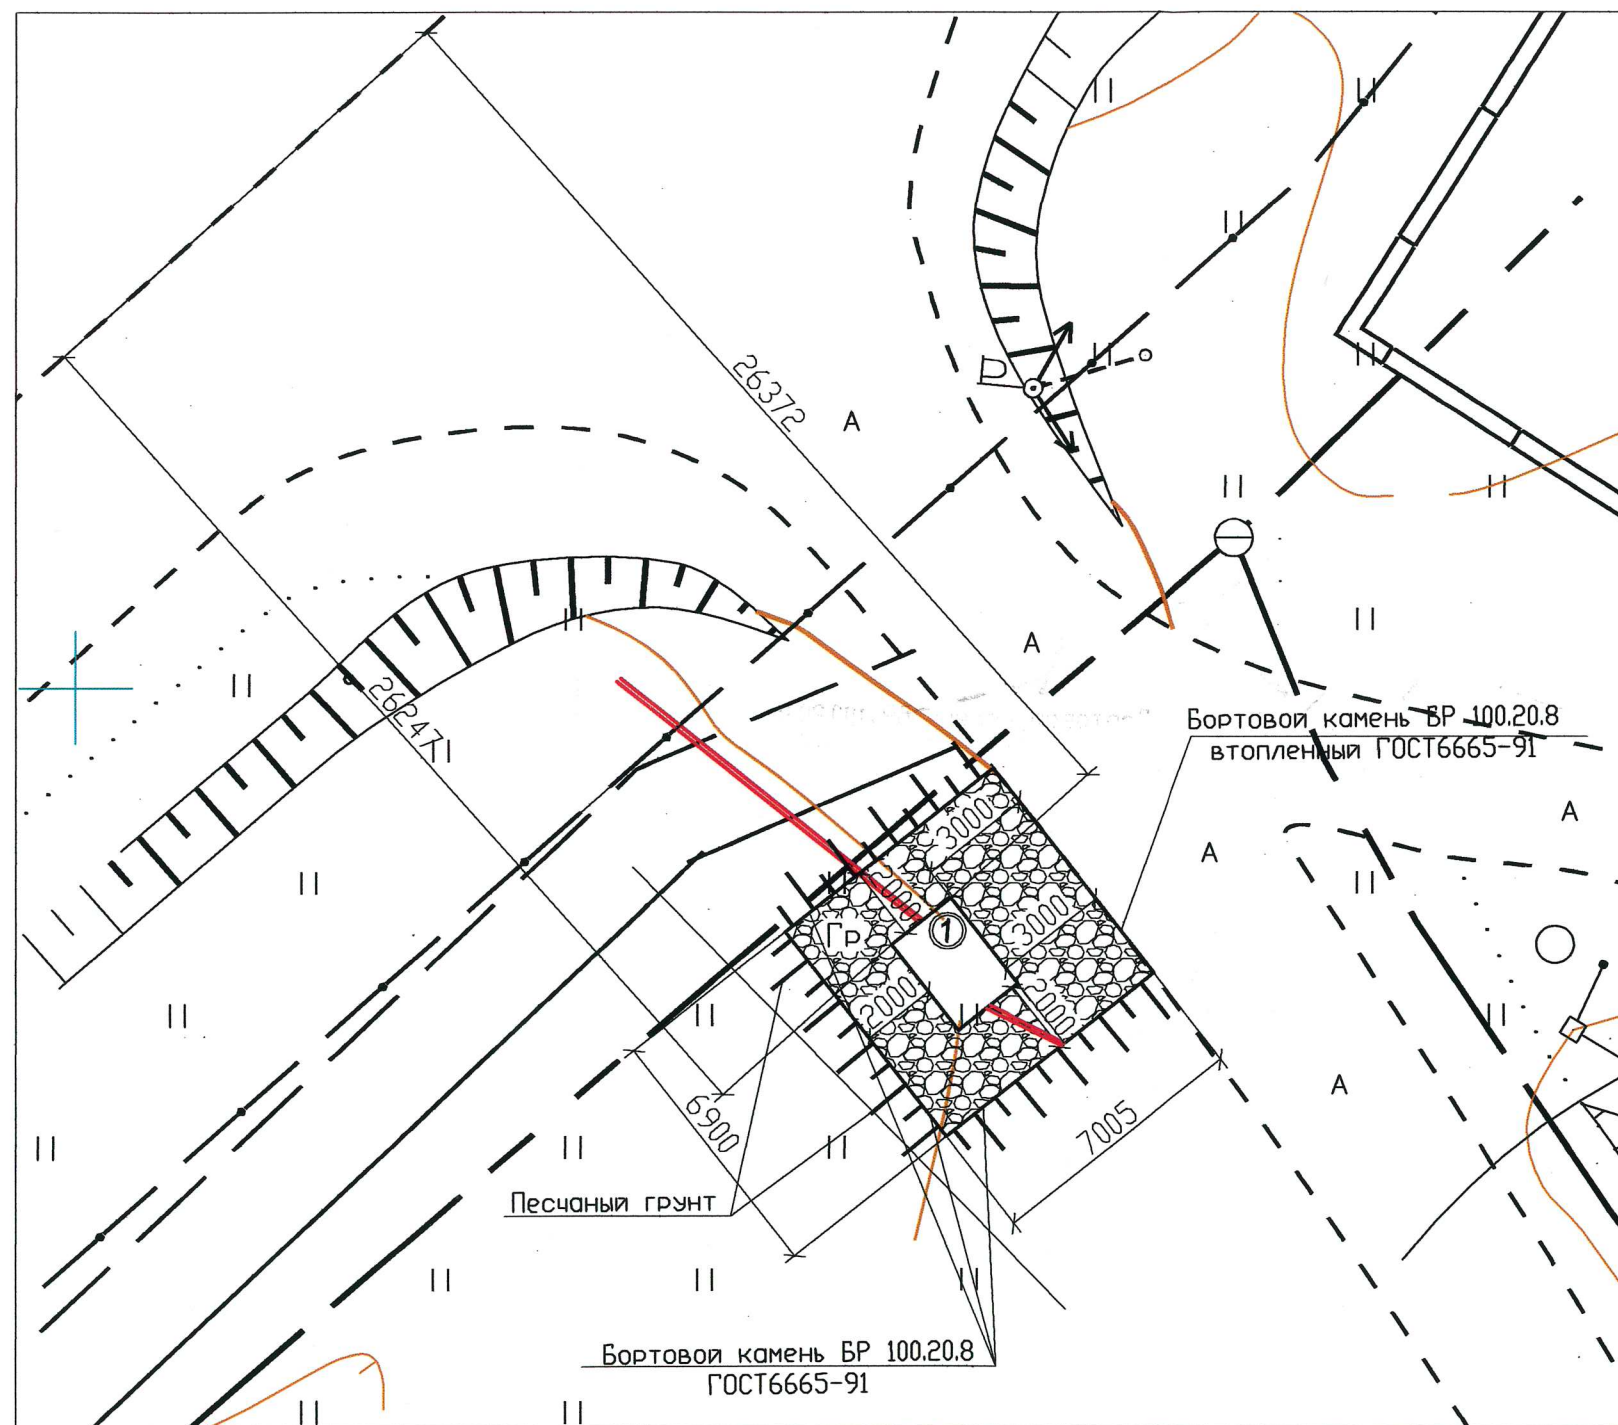 26372
А
26247
А
Бортовой камень БР 100.20.8
втопленный ГОСТ6665-91
А
А
3000
2000
3000
Гр.
1
2000
А
6900
7005
Песчаный грунт
Бортовой камень БР 100.20.8
ГОСТ6665-91